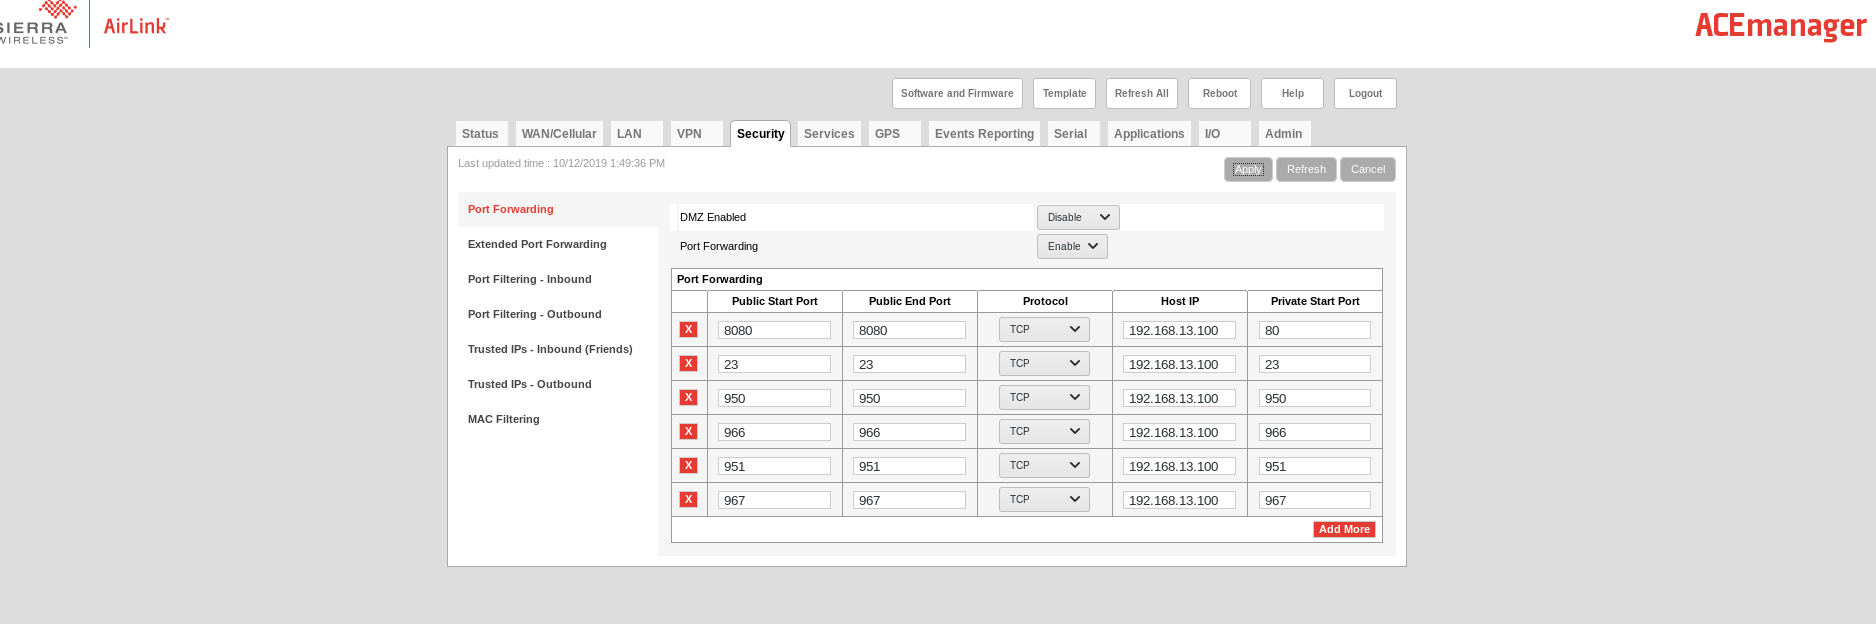 SIERRA
WIRELESS™
AirLink™
ACEmanager
Software and Firmware Template Refresh All Reboot Help Logout
Status WAN/Cellular LAN VPN Security Services GPS Events Reporting Serial Applications I/O Admin
Last updated time : 10/12/2019 1:49:36 PM
Apply Refresh Cancel
Port Forwarding
Extended Port Forwarding
Port Filtering - Inbound
Port Filtering - Outbound
Trusted IPs - Inbound (Friends)
Trusted IPs - Outbound
MAC Filtering
DMZ Enabled Disable
Port Forwarding Enable
Port Forwarding
Public Start Port Public End Port Protocol Host IP Private Start Port
X 8080 8080 TCP 192.168.13.100 80
X 23 23 TCP 192.168.13.100 23
X 950 950 TCP 192.168.13.100 950
X 966 966 TCP 192.168.13.100 966
X 951 951 TCP 192.168.13.100 951
X 967 967 TCP 192.168.13.100 967
Add More